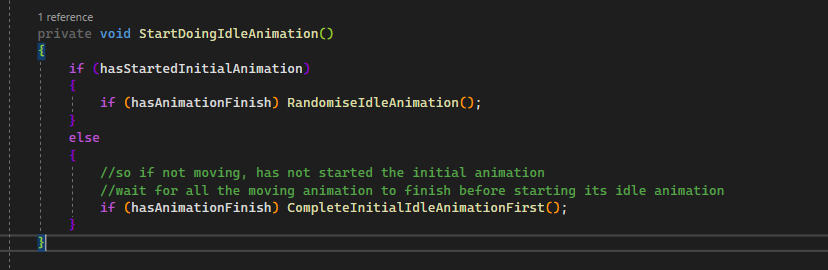 1 reference
private void StartDoingIdleAnimation()
{
if (hasStartedInitialAnimation)
{
if (hasAnimationFinish) RandomiseIdleAnimation();
}
else
{
//so if not moving, has not started the initial animation
//wait for all the moving animation to finish before starting its idle animation
if (hasAnimationFinish) CompleteInitialIdleAnimationFirst();
}
}